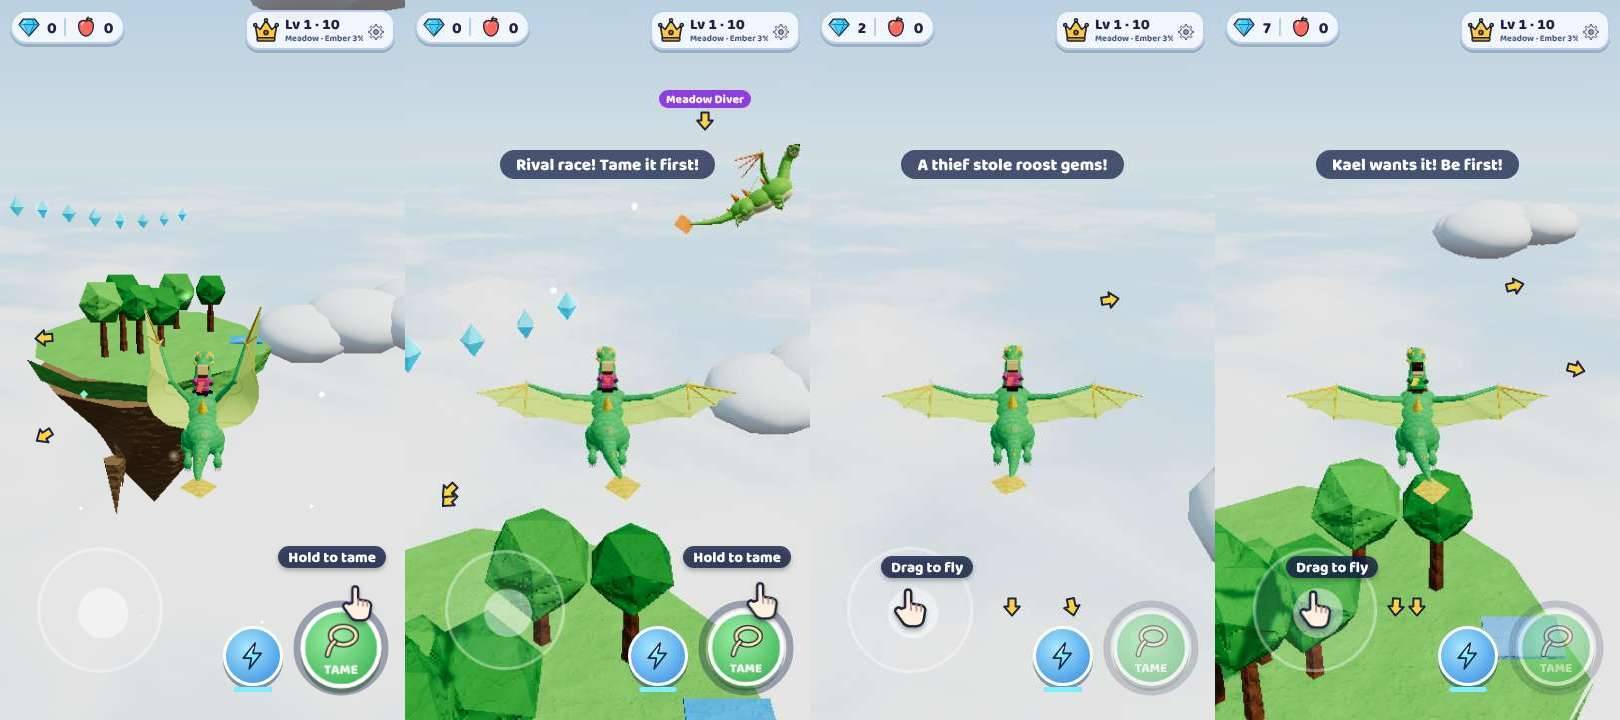 0
0
Lv 1 · 10
Meadow · Ember 3%
Hold to tame
TAME
0
0
Lv 1 · 10
Meadow · Ember 3%
Meadow Diver
Rival race! Tame it first!
Hold to tame
TAME
2
0
Lv 1 · 10
Meadow · Ember 3%
A thief stole roost gems!
Drag to fly
TAME
7
0
Lv 1 · 10
Meadow · Ember 3%
Kael wants it! Be first!
Drag to fly
TAME